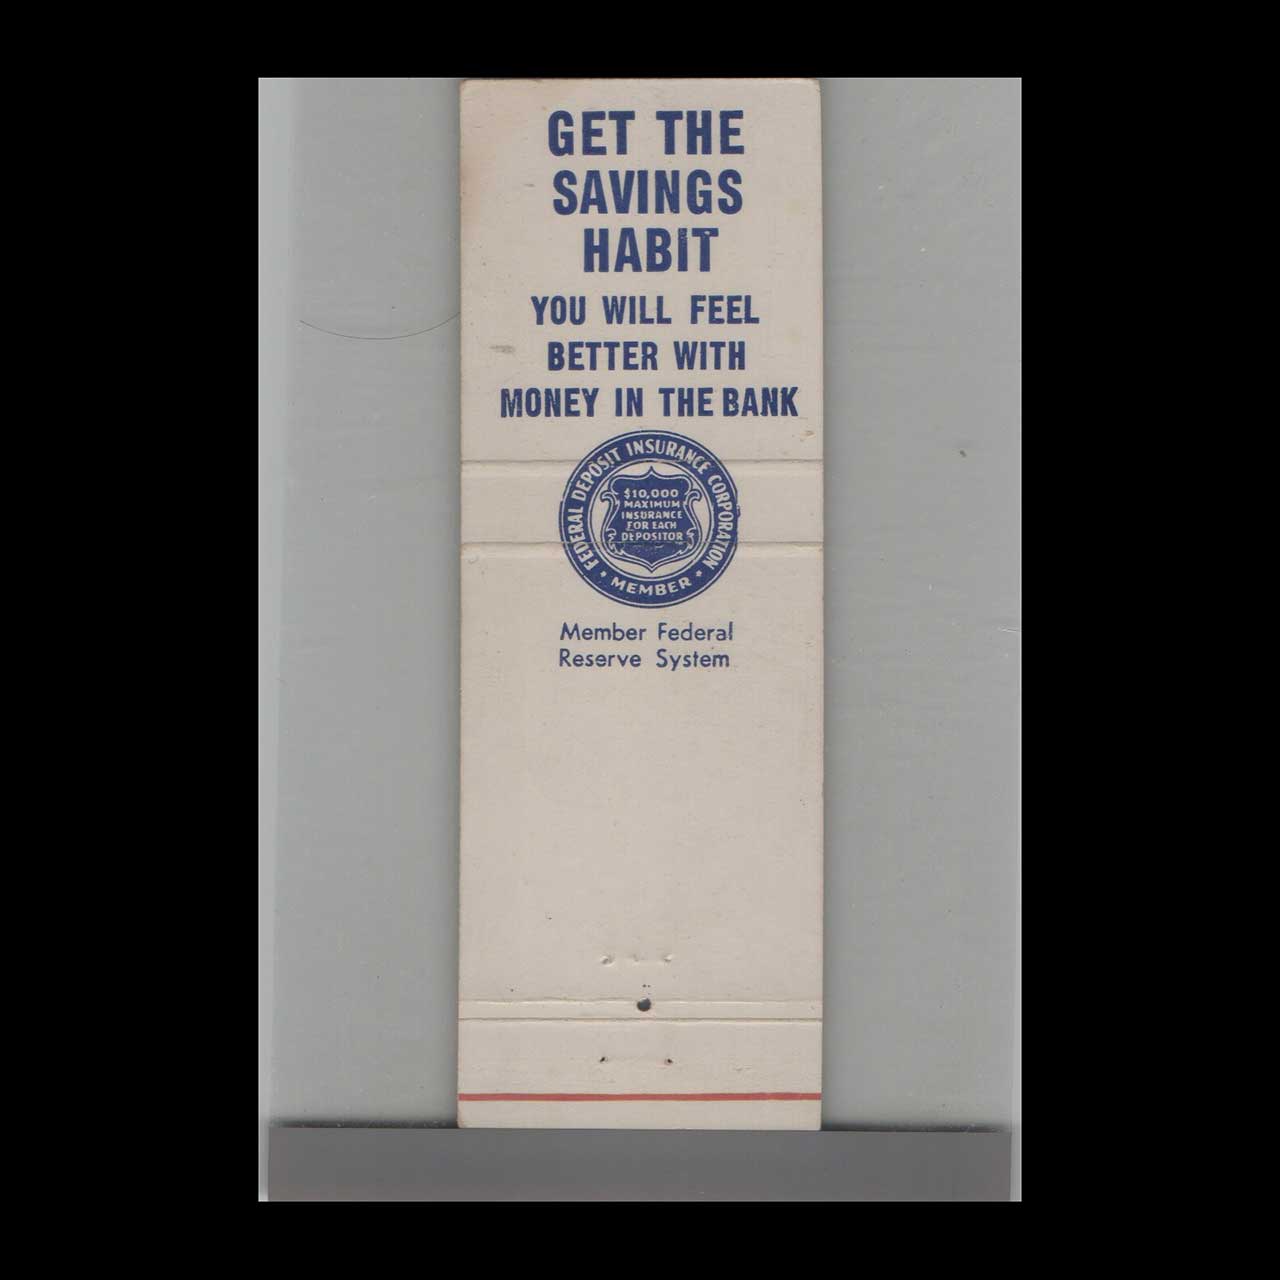 GET THE
SAVINGS
HABIT
YOU WILL FEEL
BETTER WITH
MONEY IN THE BANK
FEDERAL DEPOSIT INSURANCE CORPORATION
$10,000
MAXIMUM
INSURANCE
FOR EACH
DEPOSITOR
• MEMBER •
Member Federal
Reserve System